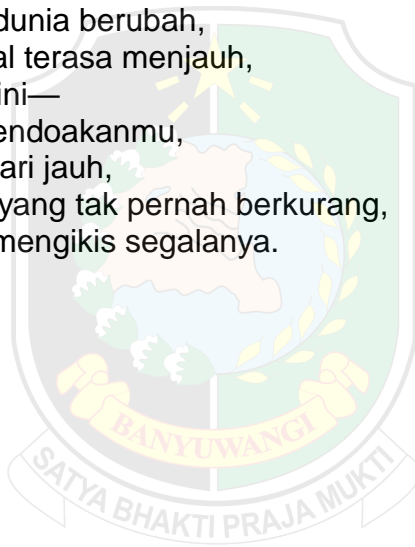 dunia berubah,
al terasa menjauh,
ini—
endoakanmu,
ari jauh,
yang tak pernah berkurang,
mengikis segalanya.
BANYUWANGI
SATYA BHAKTI PRAJA MUKTI